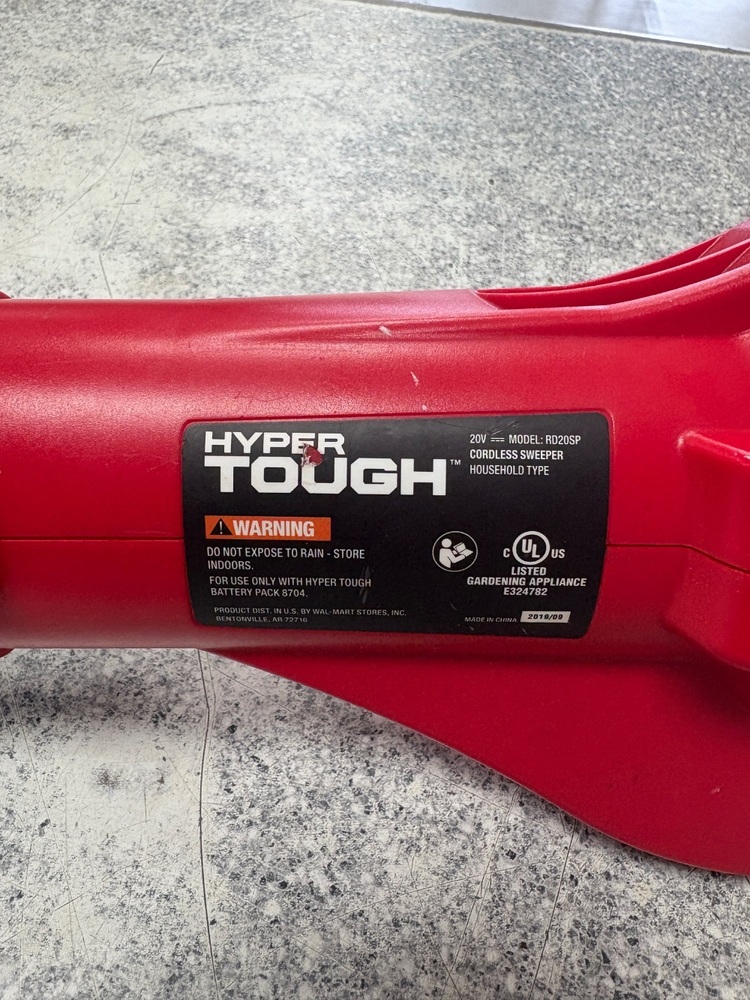 HYPER
TOUGH™
20V ⎓ MODEL: RD20SP
CORDLESS SWEEPER
HOUSEHOLD TYPE
WARNING
DO NOT EXPOSE TO RAIN - STORE
INDOORS.
FOR USE ONLY WITH HYPER TOUGH
BATTERY PACK 8704.
PRODUCT DIST. IN U.S. BY WAL-MART STORES, INC.
BENTONVILLE, AR 72716
C UL US
LISTED
GARDENING APPLIANCE
E324782
MADE IN CHINA 2019/09